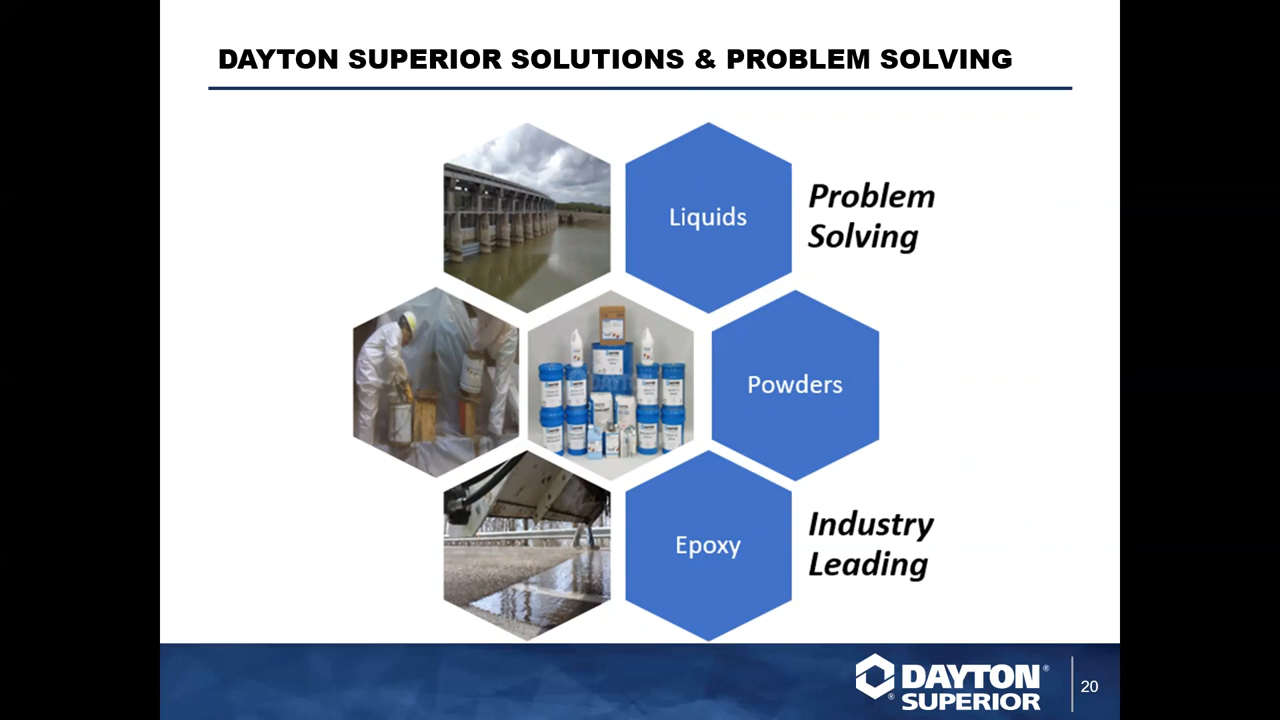 DAYTON SUPERIOR SOLUTIONS & PROBLEM SOLVING
Liquids
Problem
Solving
Powders
Epoxy
Industry
Leading
DAYTON®
®SUPERIOR
20